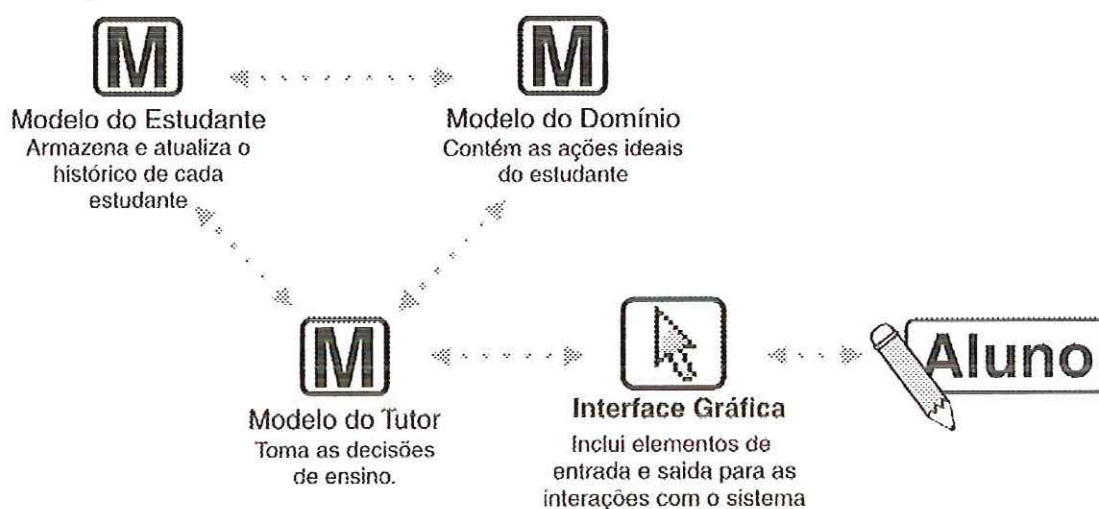 M
Modelo do Estudante
Armazena e atualiza o
histórico de cada
estudante
M
Modelo do Domínio
Contém as ações ideais
do estudante
M
Modelo do Tutor
Toma as decisões
de ensino.
Interface Gráfica
Inclui elementos de
entrada e saida para as
interações com o sistema
Aluno